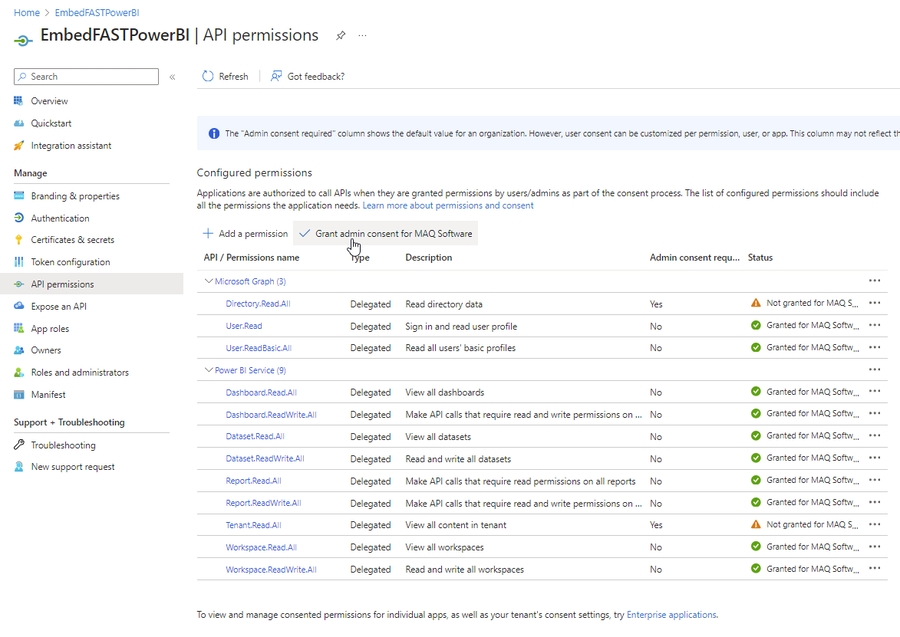 Home > EmbedFASTPowerBI
EmbedFASTPowerBI | API permissions
Search
Refresh
Got feedback?
Overview
Quickstart
Integration assistant
Manage
Branding & properties
Authentication
Certificates & secrets
Token configuration
API permissions
Expose an API
App roles
Owners
Roles and administrators
Manifest
Support + Troubleshooting
Troubleshooting
New support request
The "Admin consent required" column shows the default value for an organization. However, user consent can be customized per permission, user, or app. This column may not reflect th
Configured permissions
Applications are authorized to call APIs when they are granted permissions by users/admins as part of the consent process. The list of configured permissions should include
all the permissions the application needs. Learn more about permissions and consent
Add a permission Grant admin consent for MAQ Software
API / Permissions name Type Description Admin consent requ... Status
Microsoft Graph (3)
Directory.Read.All Delegated Read directory data Yes Not granted for MAQ S...
User.Read Delegated Sign in and read user profile No Granted for MAQ Softw...
User.ReadBasic.All Delegated Read all users' basic profiles No Granted for MAQ Softw...
Power BI Service (9)
Dashboard.Read.All Delegated View all dashboards No Granted for MAQ Softw...
Dashboard.ReadWrite.All Delegated Make API calls that require read and write permissions on ... No Granted for MAQ Softw...
Dataset.Read.All Delegated View all datasets No Granted for MAQ Softw...
Dataset.ReadWrite.All Delegated Read and write all datasets No Granted for MAQ Softw...
Report.Read.All Delegated Make API calls that require read permissions on all reports No Granted for MAQ Softw...
Report.ReadWrite.All Delegated Make API calls that require read and write permissions on ... No Granted for MAQ Softw...
Tenant.Read.All Delegated View all content in tenant Yes Not granted for MAQ S...
Workspace.Read.All Delegated View all workspaces No Granted for MAQ Softw...
Workspace.ReadWrite.All Delegated Read and write all workspaces No Granted for MAQ Softw...
To view and manage consented permissions for individual apps, as well as your tenant's consent settings, try Enterprise applications.